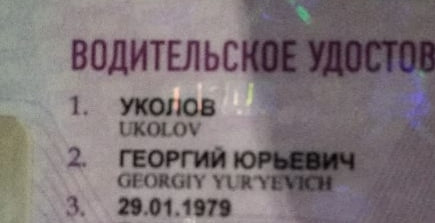 ВОДИТЕЛЬСКОЕ УДОСТОВ
1. УКОЛОВ
UKOLOV
2. ГЕОРГИЙ ЮРЬЕВИЧ
GEORGIY YUR'YEVICH
3. 29.01.1979